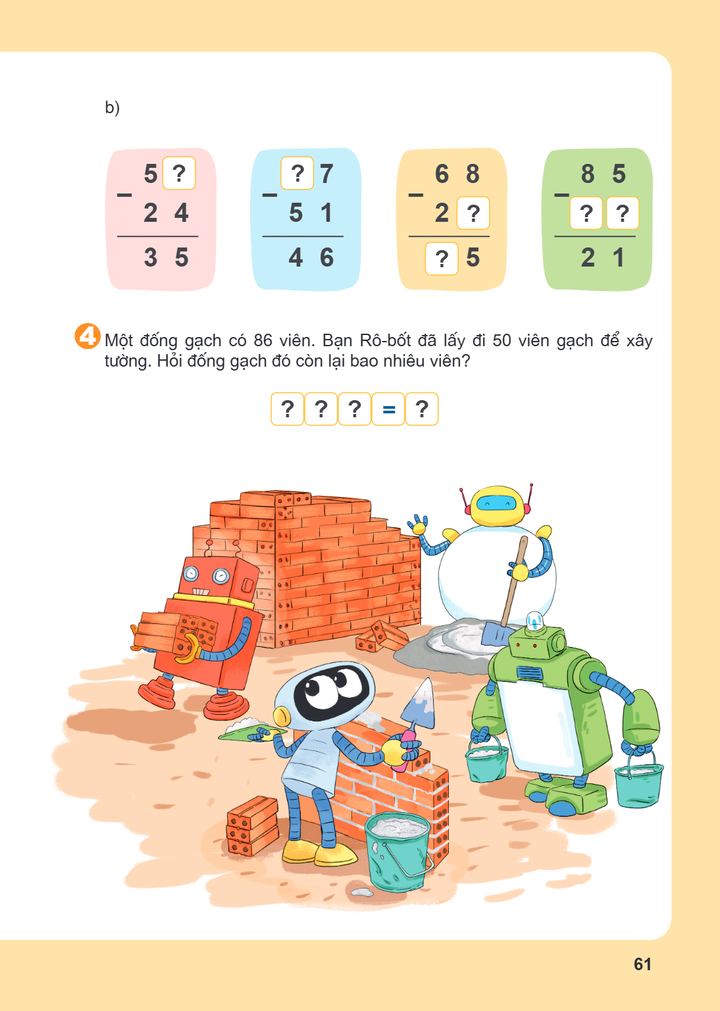 b)
5 ? ? 7 6 8 8 5
− − − −
2 4 5 1 2 ? ? ?
3 5 4 6 ? 5 2 1
4 Một đống gạch có 86 viên. Bạn Rô-bốt đã lấy đi 50 viên gạch để xây
tường. Hỏi đống gạch đó còn lại bao nhiêu viên?
? ? ? = ?
61